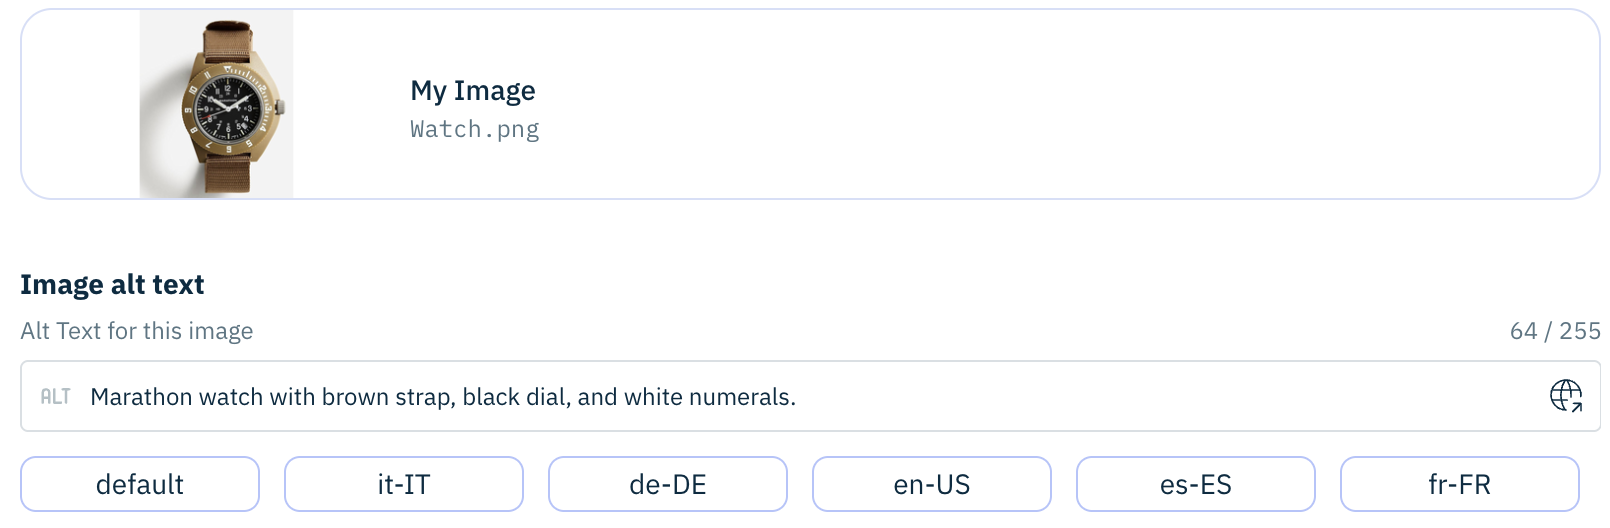 My Image
Watch.png
Image alt text
Alt Text for this image
64 / 255
ALT Marathon watch with brown strap, black dial, and white numerals.
default
it-IT
de-DE
en-US
es-ES
fr-FR